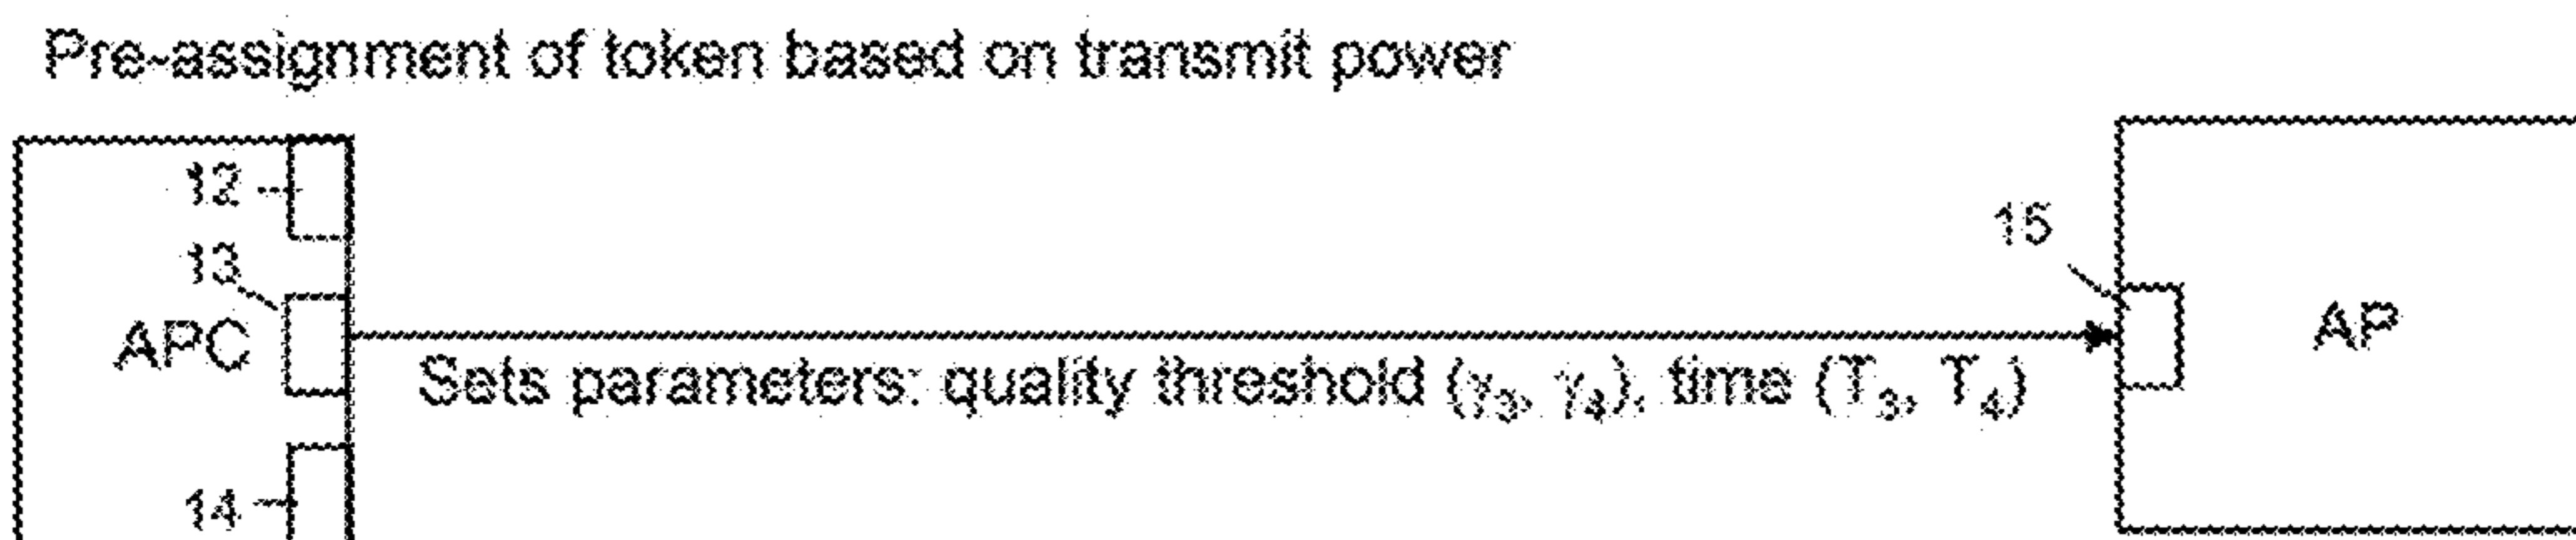 Pre-assignment of token based on transmit power
12
13
15
APC
AP
Sets parameters: quality threshold (γ₃, γ₄), time (T₃, T₄)
14